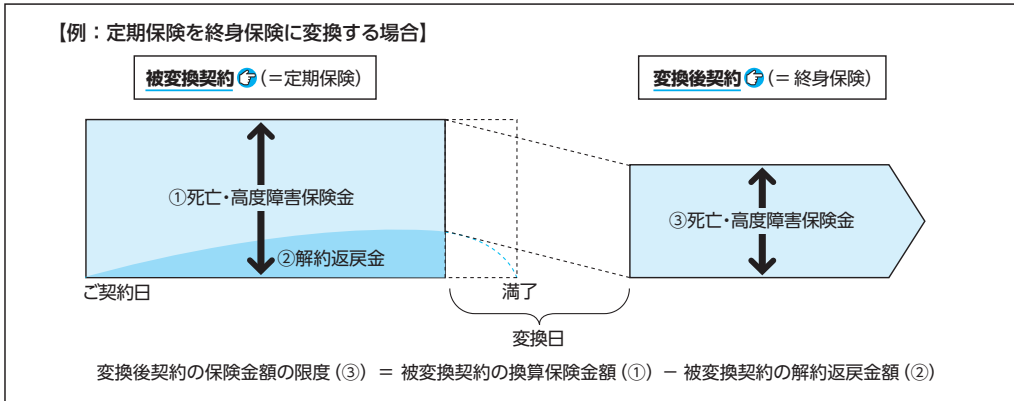 【例：定期保険を終身保険に変換する場合】
被変換契約（＝定期保険）
変換後契約（＝終身保険）
①死亡・高度障害保険金
③死亡・高度障害保険金
②解約返戻金
ご契約日
満了
変換日
変換後契約の保険金額の限度（③） ＝ 被変換契約の換算保険金額（①） − 被変換契約の解約返戻金額（②）